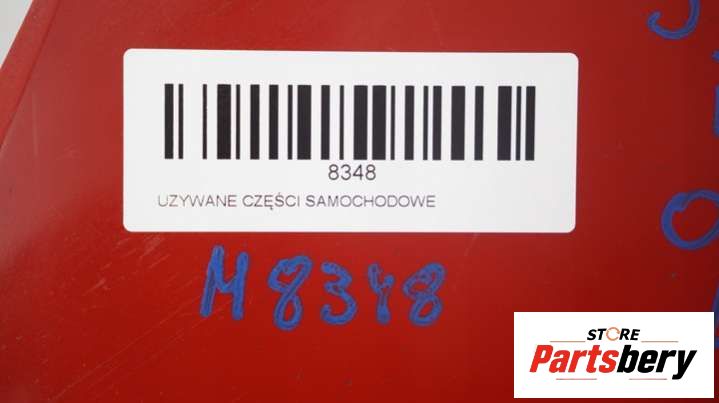 8348
UZYWANE CZĘŚCI SAMOCHODOWE
M8348
STORE
Partsbery